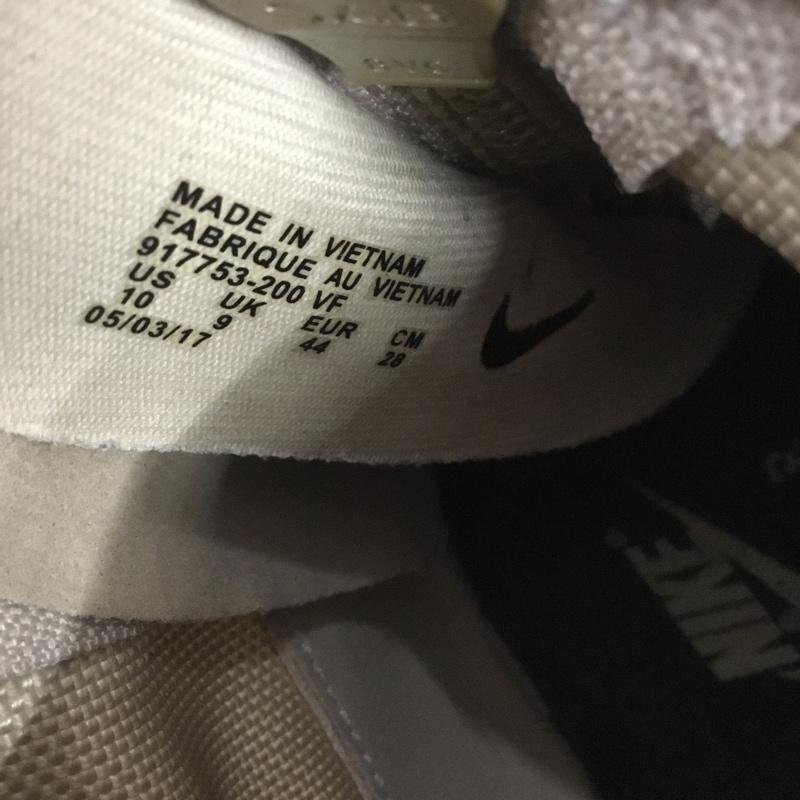 MADE IN VIETNAM
FABRIQUE AU VIETNAM
917753-200 VF
US UK EUR CM
10 9 44 28
05/03/17
NIKE